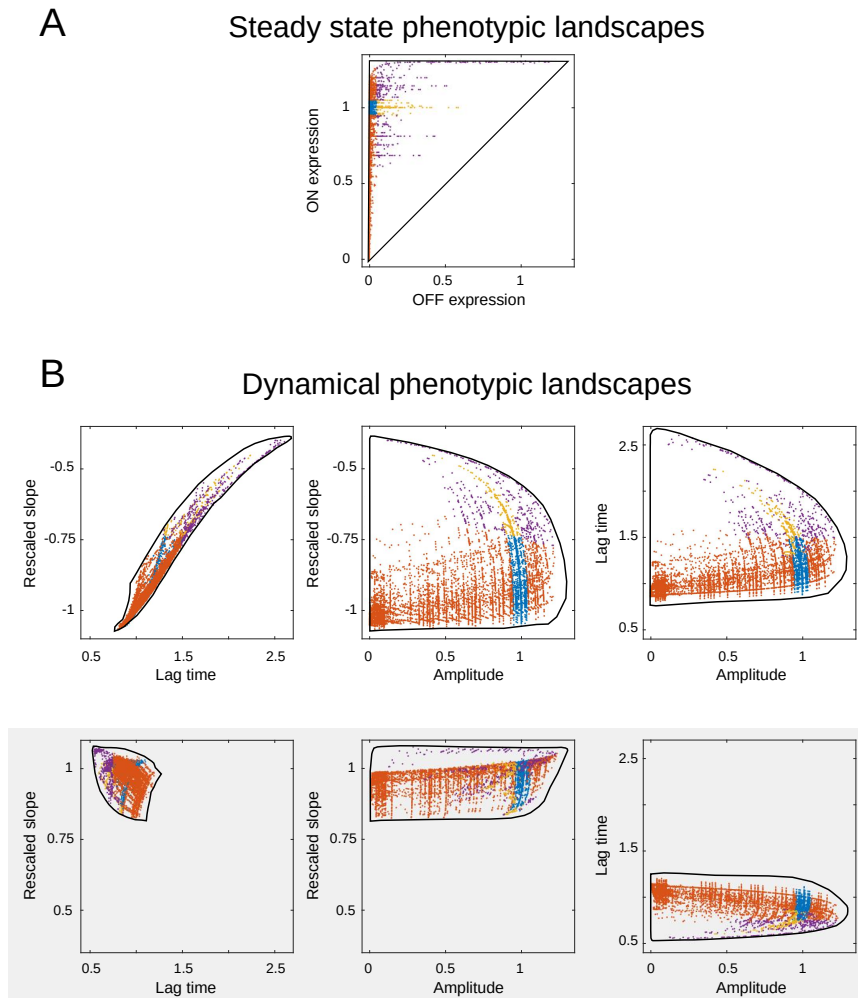 A
Steady state phenotypic landscapes
ON expression
1
0.5
0
0
0.5
1
OFF expression
B
Dynamical phenotypic landscapes
Rescaled slope
-0.5
-0.75
-1
0.5
1.5
2.5
Lag time
Rescaled slope
-0.5
-0.75
-1
0
0.5
1
Amplitude
Lag time
2.5
1.5
0.5
0
0.5
1
Amplitude
Rescaled slope
1
0.75
0.5
0.5
1.5
2.5
Lag time
Rescaled slope
1
0.75
0.5
0
0.5
1
Amplitude
Lag time
2.5
1.5
0.5
0
0.5
1
Amplitude